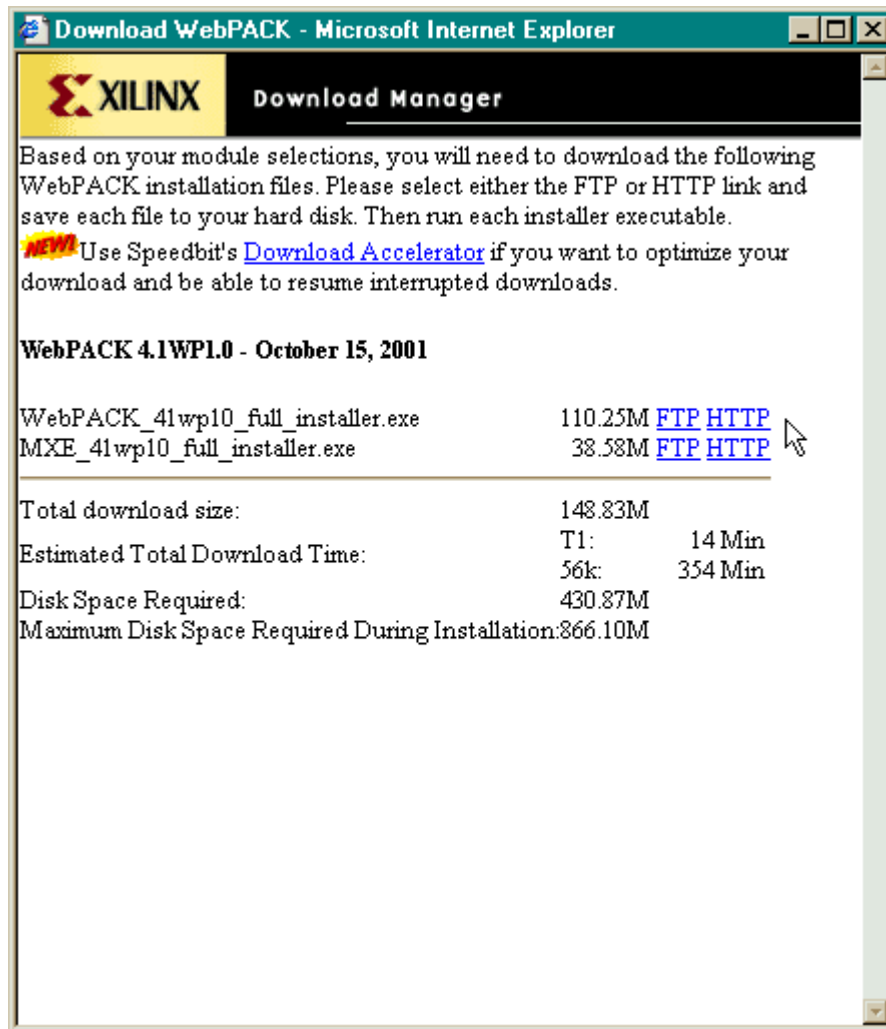 Download WebPACK - Microsoft Internet Explorer
XILINX Download Manager
Based on your module selections, you will need to download the following
WebPACK installation files. Please select either the FTP or HTTP link and
save each file to your hard disk. Then run each installer executable.
NEW! Use Speedbit's Download Accelerator if you want to optimize your
download and be able to resume interrupted downloads.
WebPACK 4.1WP1.0 - October 15, 2001
WebPACK_41wp10_full_installer.exe 110.25M FTP HTTP
MXE_41wp10_full_installer.exe 38.58M FTP HTTP
Total download size: 148.83M
Estimated Total Download Time: T1: 14 Min
56k: 354 Min
Disk Space Required: 430.87M
Maximum Disk Space Required During Installation:866.10M